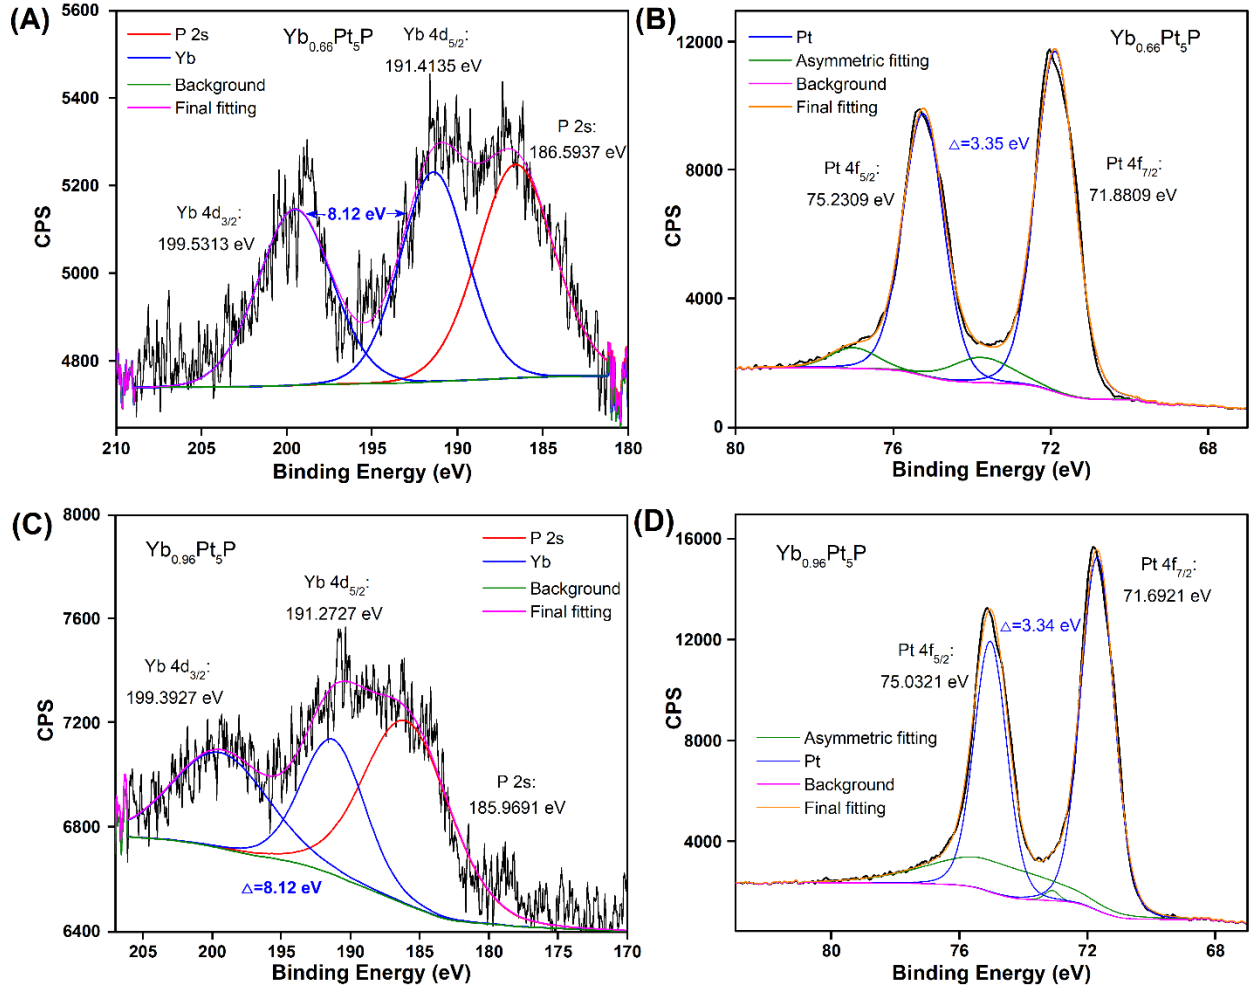 (A)
5600
5400
5200
5000
4800
CPS
P 2s
Yb
Background
Final fitting
Yb0.66Pt5P
Yb 4d5/2:
191.4135 eV
P 2s:
186.5937 eV
Yb 4d3/2:
199.5313 eV
8.12 eV
210 205 200 195 190 185 180
Binding Energy (eV)
(B)
12000
8000
4000
0
CPS
Pt
Asymmetric fitting
Background
Final fitting
Yb0.66Pt5P
△=3.35 eV
Pt 4f5/2:
75.2309 eV
Pt 4f7/2:
71.8809 eV
80 76 72 68
Binding Energy (eV)
(C)
8000
7600
7200
6800
6400
CPS
Yb0.96Pt5P
P 2s
Yb
Background
Final fitting
Yb 4d5/2:
191.2727 eV
Yb 4d3/2:
199.3927 eV
P 2s:
185.9691 eV
△=8.12 eV
205 200 195 190 185 180 175 170
Binding Energy (eV)
(D)
16000
12000
8000
4000
CPS
Yb0.96Pt5P
Pt 4f7/2:
71.6921 eV
△=3.34 eV
Pt 4f5/2:
75.0321 eV
Asymmetric fitting
Pt
Background
Final fitting
80 76 72 68
Binding Energy (eV)